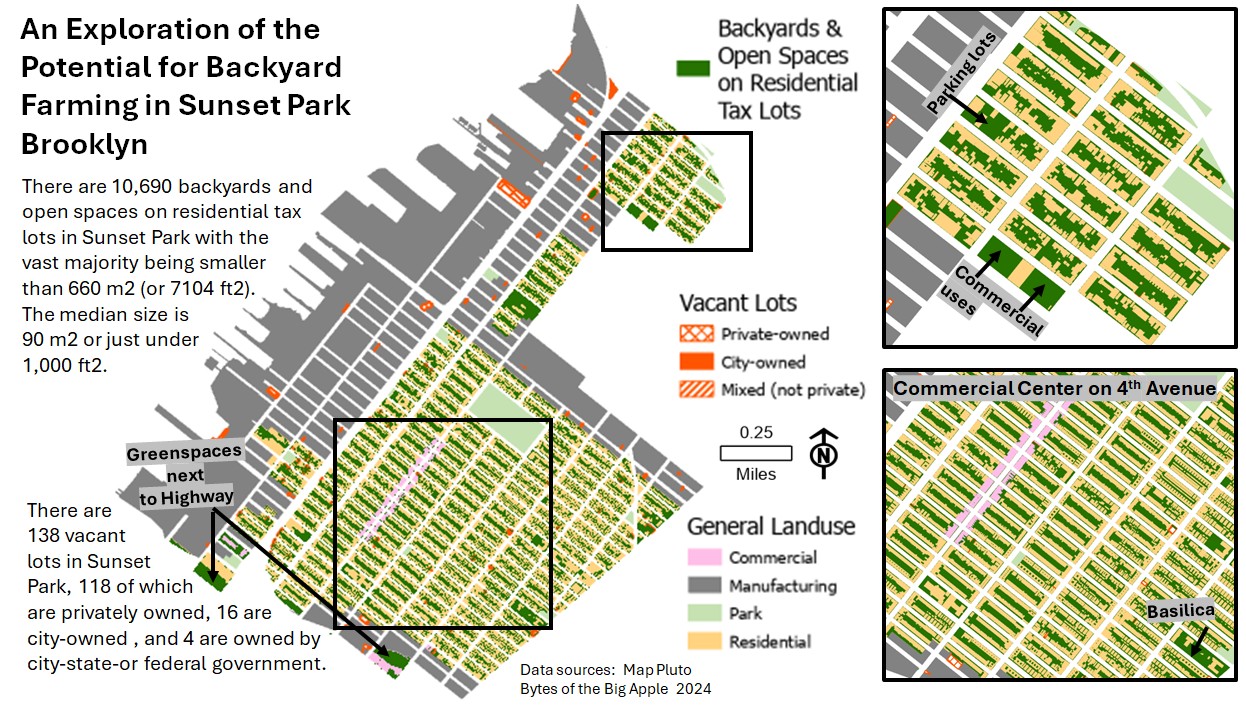 An Exploration of the
Potential for Backyard
Farming in Sunset Park
Brooklyn
There are 10,690 backyards and
open spaces on residential tax
lots in Sunset Park with the
vast majority being smaller
than 660 m2 (or 7104 ft2).
The median size is
90 m2 or just under
1,000 ft2.
Greenspaces
next
to Highway
There are
138 vacant
lots in Sunset
Park, 118 of which
are privately owned, 16 are
city-owned , and 4 are owned by
city-state-or federal government.
Backyards &
Open Spaces
on Residential
Tax Lots
Vacant Lots
Private-owned
City-owned
Mixed (not private)
0.25
Miles
N
General Landuse
Commercial
Manufacturing
Park
Residential
Data sources:  Map Pluto
Bytes of the Big Apple  2024
Parking lots
Commercial
uses
Commercial Center on 4th Avenue
Basilica